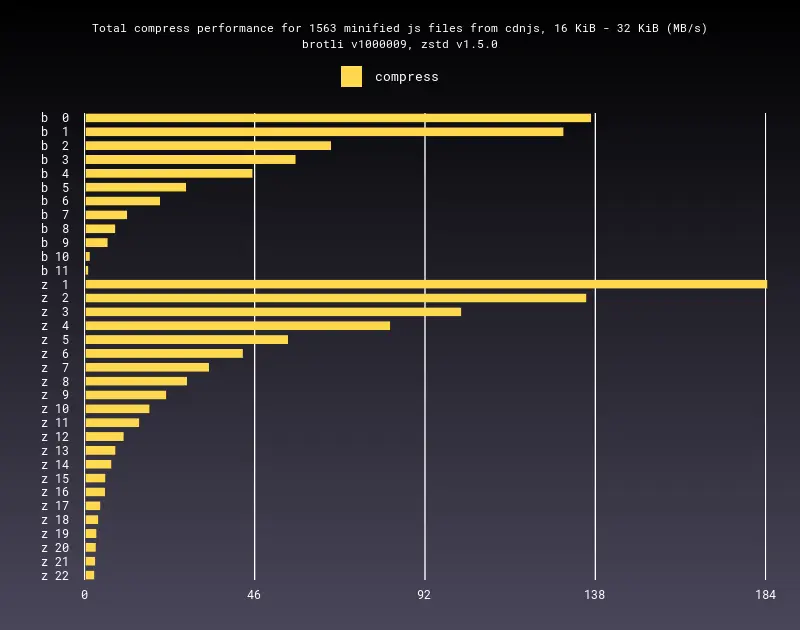 Total compress performance for 1563 minified js files from cdnjs, 16 KiB - 32 KiB (MB/s)
brotli v1000009, zstd v1.5.0
compress
b 0
b 1
b 2
b 3
b 4
b 5
b 6
b 7
b 8
b 9
b 10
b 11
z 1
z 2
z 3
z 4
z 5
z 6
z 7
z 8
z 9
z 10
z 11
z 12
z 13
z 14
z 15
z 16
z 17
z 18
z 19
z 20
z 21
z 22
0 46 92 138 184